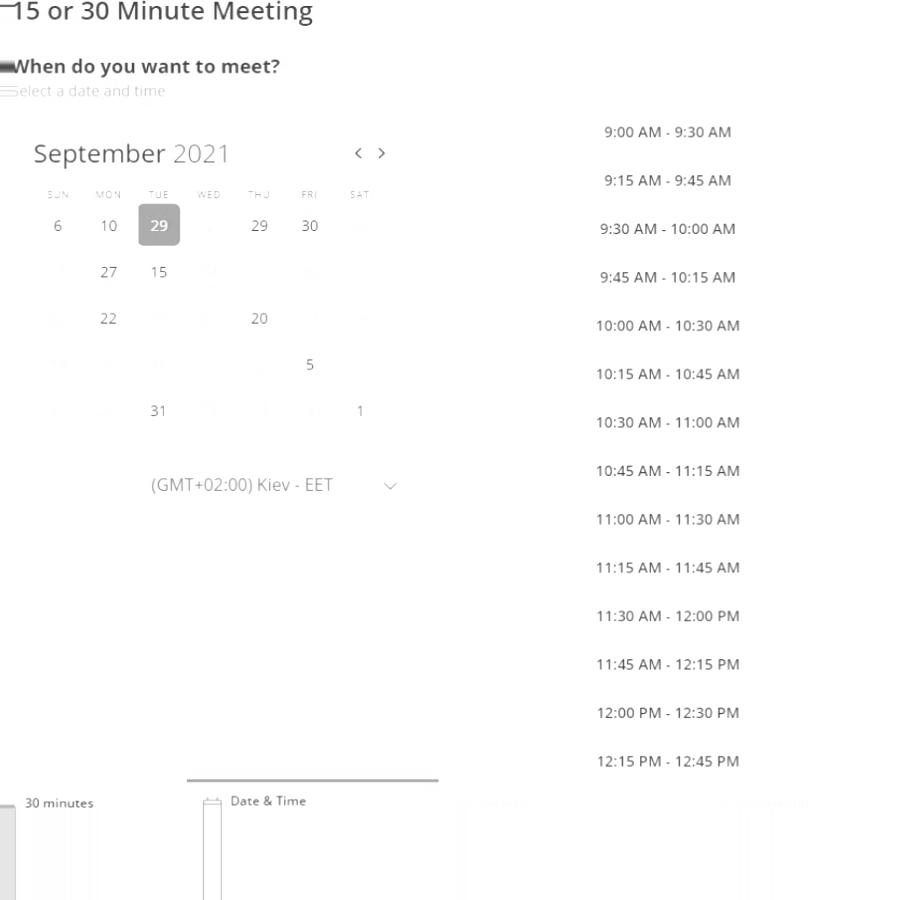 15 or 30 Minute Meeting
When do you want to meet?
Select a date and time
September 2021
SUN MON TUE WED THU FRI SAT
6 10 29 29 30
27 15
22 20
5
31 1
(GMT+02:00) Kiev - EET
9:00 AM - 9:30 AM
9:15 AM - 9:45 AM
9:30 AM - 10:00 AM
9:45 AM - 10:15 AM
10:00 AM - 10:30 AM
10:15 AM - 10:45 AM
10:30 AM - 11:00 AM
10:45 AM - 11:15 AM
11:00 AM - 11:30 AM
11:15 AM - 11:45 AM
11:30 AM - 12:00 PM
11:45 AM - 12:15 PM
12:00 PM - 12:30 PM
12:15 PM - 12:45 PM
30 minutes
Date & Time